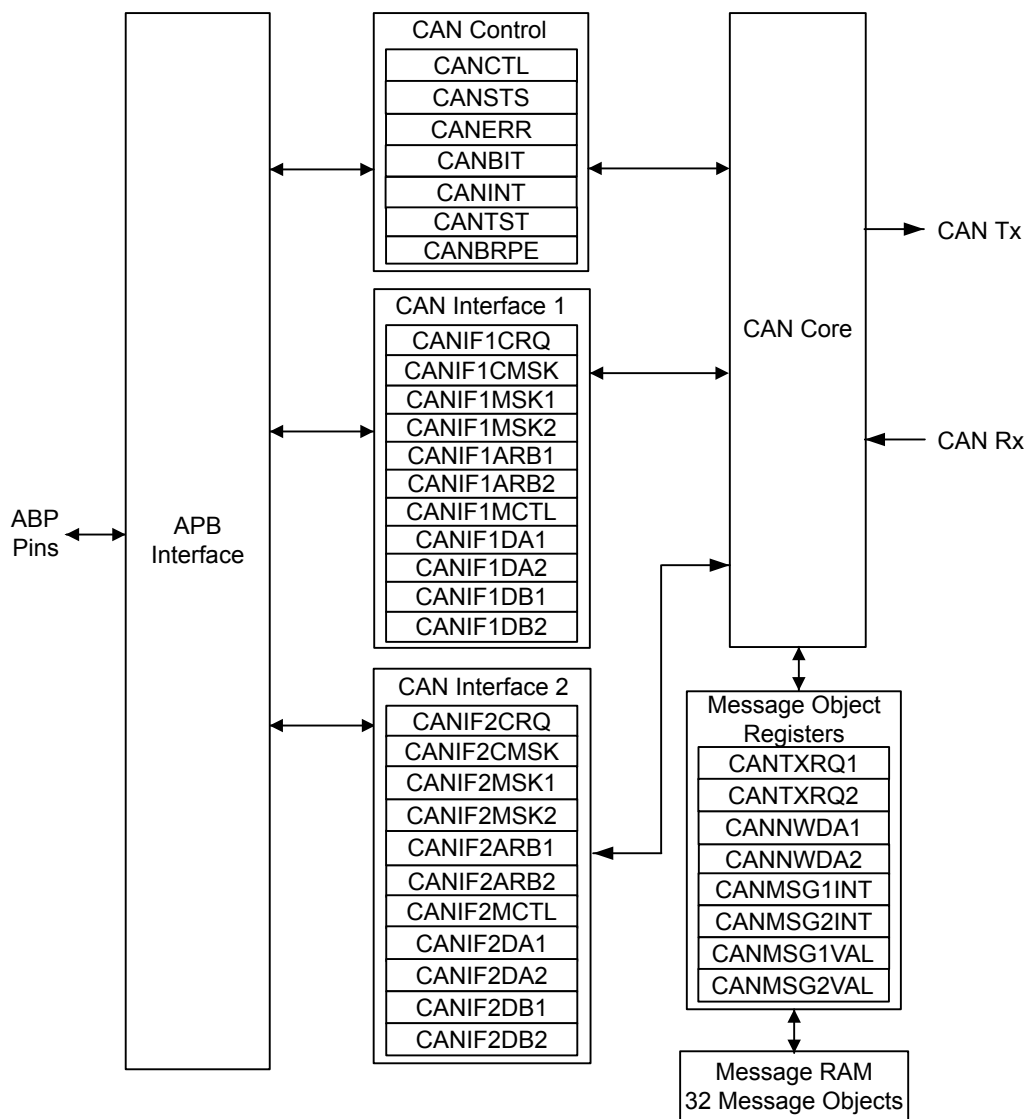 ABP
Pins
APB
Interface
CAN Control
CANCTL
CANSTS
CANERR
CANBIT
CANINT
CANTST
CANBRPE
CAN Interface 1
CANIF1CRQ
CANIF1CMSK
CANIF1MSK1
CANIF1MSK2
CANIF1ARB1
CANIF1ARB2
CANIF1MCTL
CANIF1DA1
CANIF1DA2
CANIF1DB1
CANIF1DB2
CAN Interface 2
CANIF2CRQ
CANIF2CMSK
CANIF2MSK1
CANIF2MSK2
CANIF2ARB1
CANIF2ARB2
CANIF2MCTL
CANIF2DA1
CANIF2DA2
CANIF2DB1
CANIF2DB2
CAN Core
CAN Tx
CAN Rx
Message Object
Registers
CANTXRQ1
CANTXRQ2
CANNWDA1
CANNWDA2
CANMSG1INT
CANMSG2INT
CANMSG1VAL
CANMSG2VAL
Message RAM
32 Message Objects